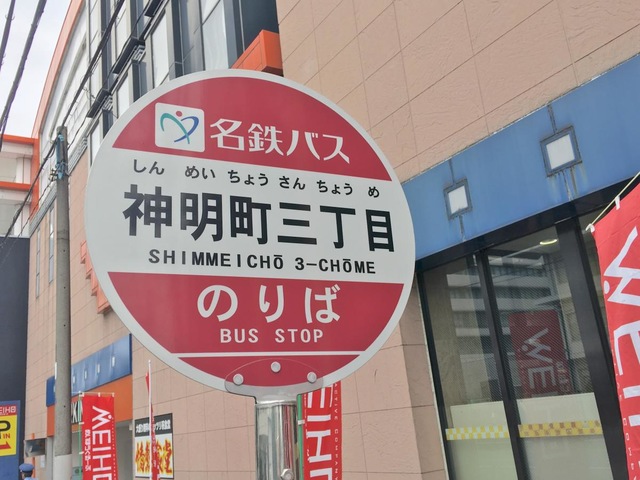 名鉄バス
しん めい ちょう さん ちょう め
神明町三丁目
SHIMMEICHŌ 3-CHŌME
のりば
BUS STOP
MEIHO